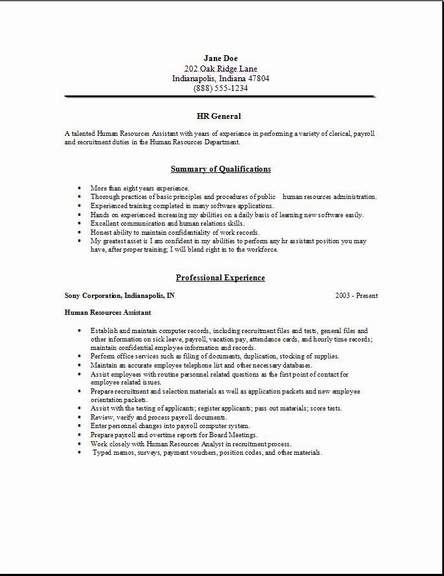 Jane Doe
202 Oak Ridge Lane
Indianapolis, Indiana 47804
(888) 555-1234
HR General
A talented Human Resources Assistant with years of experience in performing a variety of clerical, payroll
and recruitment duties in the Human Resources Department.
Summary of Qualifications
• More than eight years experience.
• Thorough practices of basic principles and procedures of public human resources administration.
• Experienced training completed in many software applications.
• Hands on experienced increasing my abilities on a daily basis of learning new software easily.
• Excellent communication and human relations skills.
• Honest ability to maintain confidentiality of work records.
• My greatest asset is I am confident in my abilities to perform any hr assistant position you may
have, after proper training; I will blend right in to the workforce.
Professional Experience
Sony Corporation, Indianapolis, IN 2003 - Present
Human Resources Assistant
• Establish and maintain computer records, including recruitment files and tests, general files and
other information on sick leave, payroll, vacation pay, attendance cards, and hourly time records;
maintain confidential employee information and records.
• Perform office services such as filing of documents, duplication, stocking of supplies.
• Maintain an accurate employee telephone list and other necessary databases.
• Assist employees with routine personnel related questions as the first point of contact for
employee related issues.
• Prepare recruitment and selection materials as well as application packets and new employee
orientation packets.
• Assist with the testing of applicants; register applicants; pass out materials; score tests.
• Review, verify and process payroll documents.
• Enter personnel changes into payroll computer system.
• Prepare payroll and overtime reports for Board Meetings.
• Work closely with Human Resources Analyst in recruitment process.
• Typed memos, surveys, payment vouchers, position codes, and other materials.